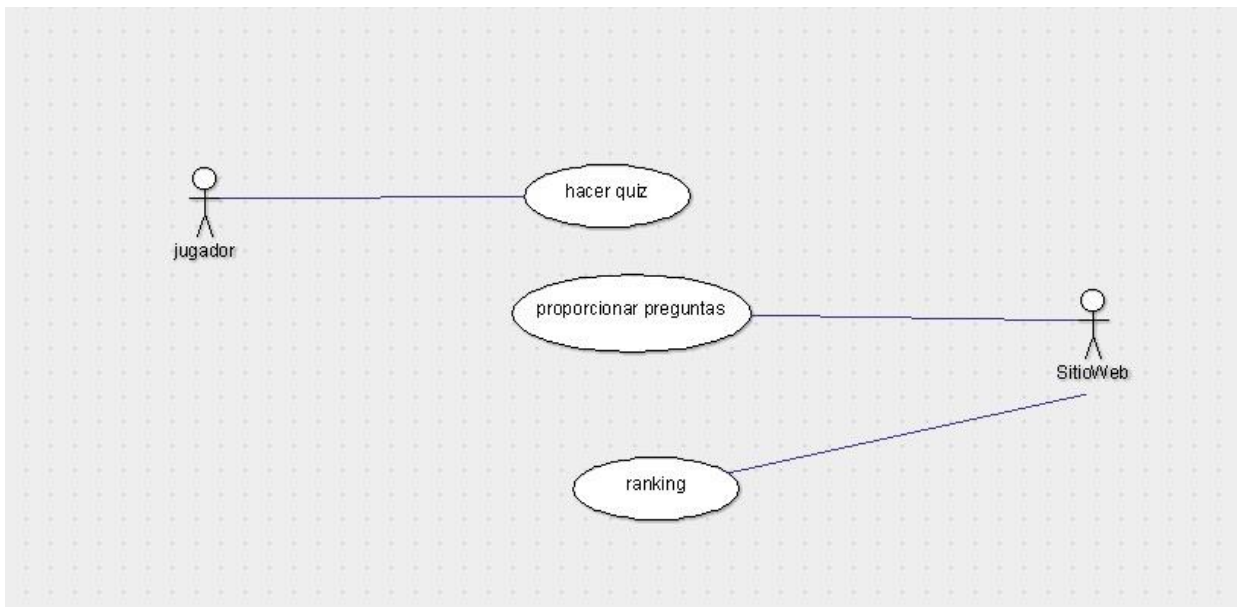 hacer quiz
jugador
proporcionar preguntas
SitioWeb
ranking